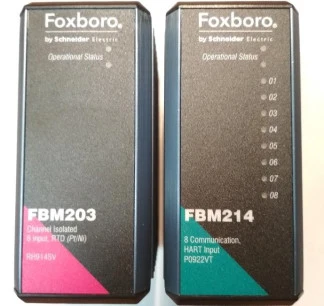 Foxboro®
by Schneider Electric
Operational Status
FBM203
Channel Isolated
8 Input, RTD (Pt/Ni)
Foxboro®
by Schneider Electric
Operational Status
01
02
03
04
05
06
07
08
FBM214
8 Communication,
HART Input
P0922VT